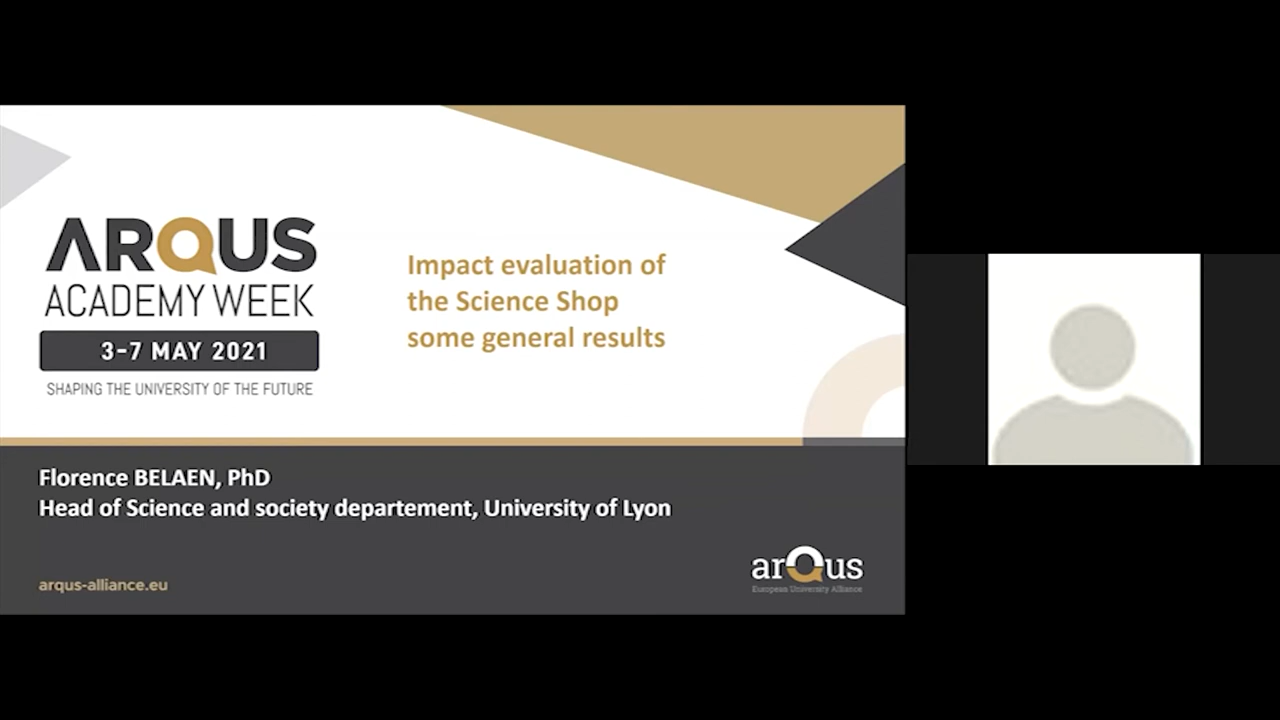 ARQUS
ACADEMY WEEK
3-7 MAY 2021
SHAPING THE UNIVERSITY OF THE FUTURE
Impact evaluation of
the Science Shop
some general results
Florence BELAEN, PhD
Head of Science and society departement, University of Lyon
arqus-alliance.eu
arQus
European University Alliance